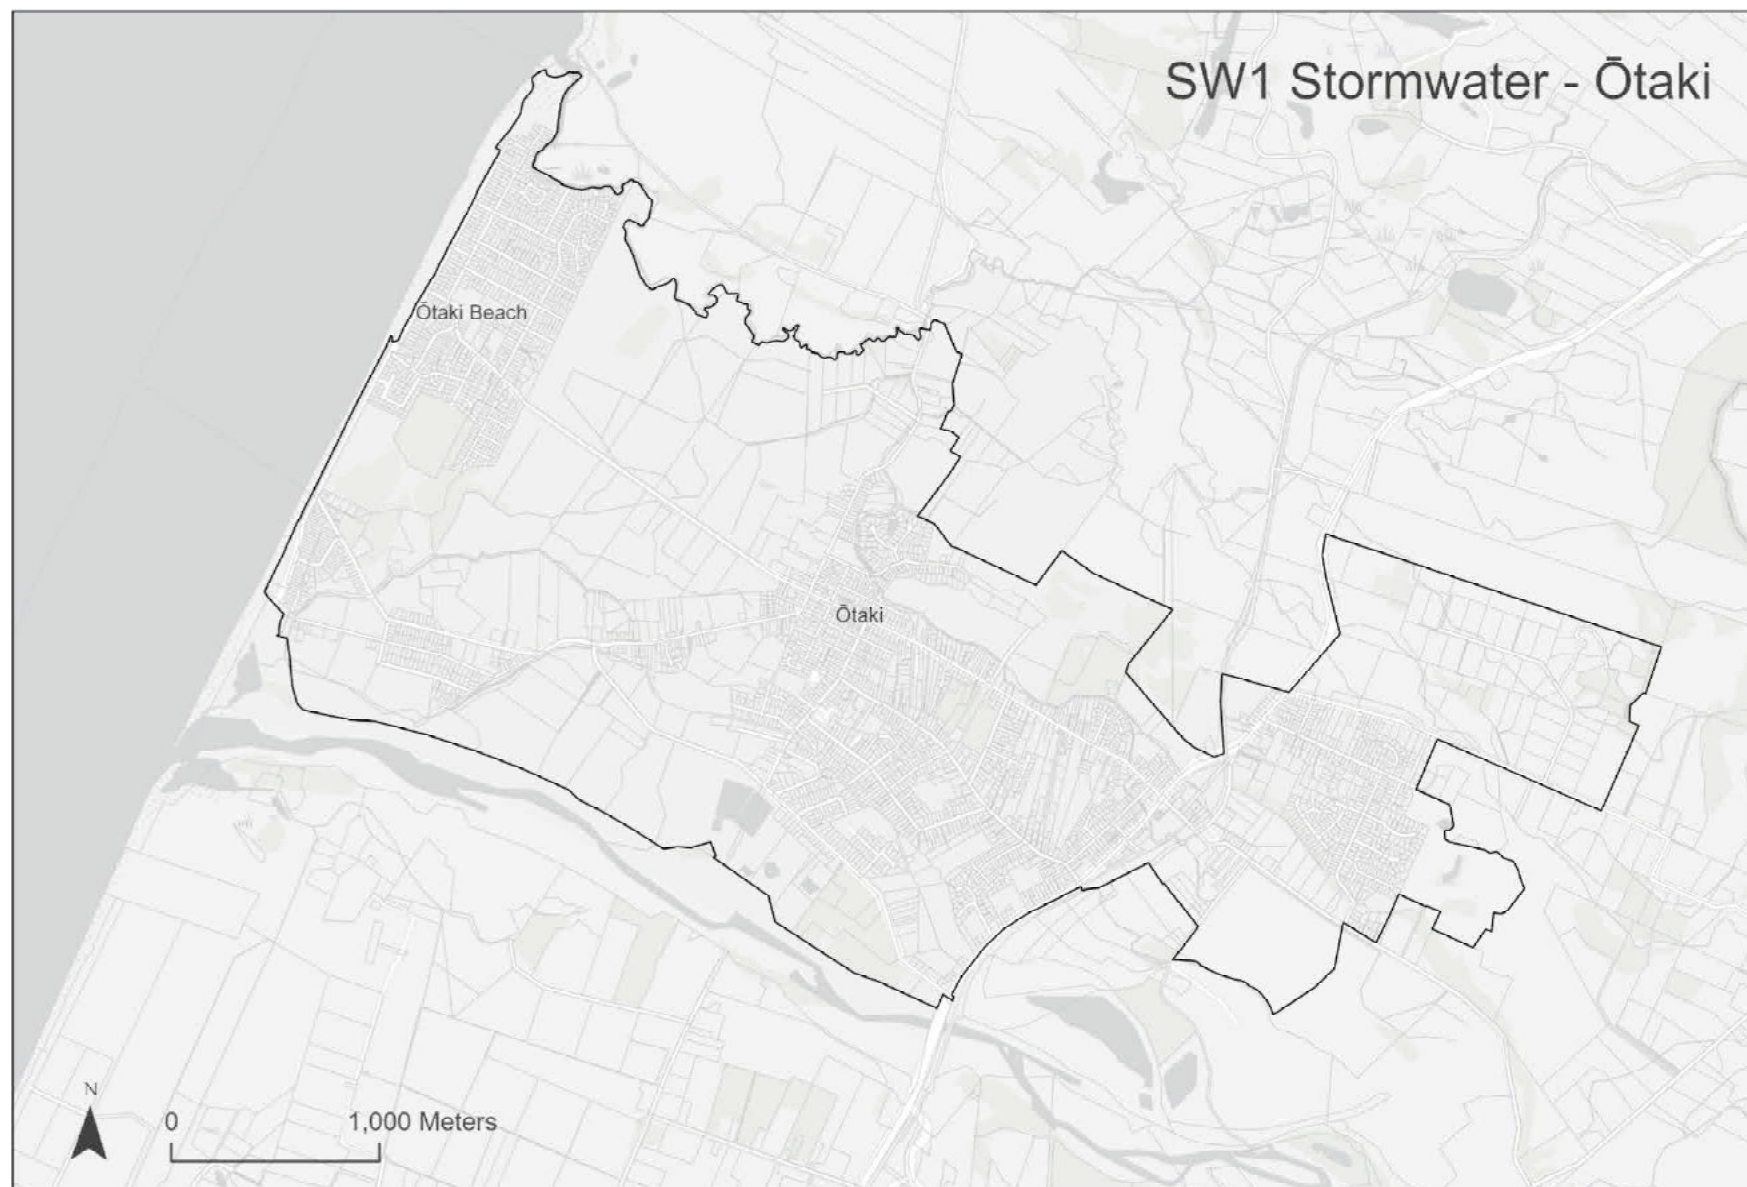 SW1 Stormwater - Ōtaki
Ōtaki Beach
Ōtaki
N
0 1,000 Meters